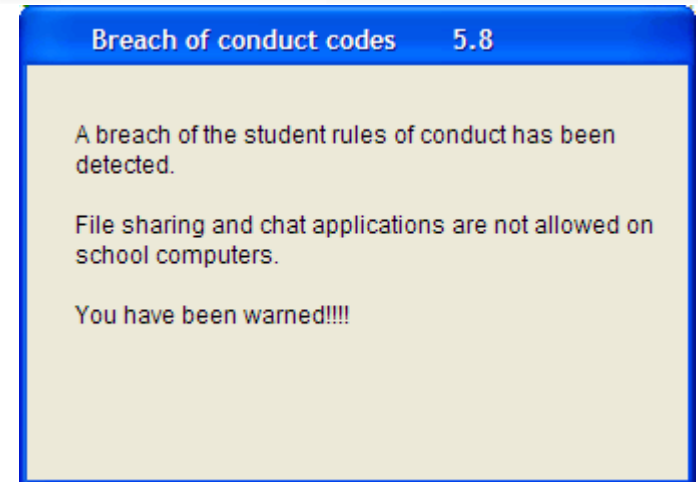 Breach of conduct codes 5.8
A breach of the student rules of conduct has been
detected.
File sharing and chat applications are not allowed on
school computers.
You have been warned!!!!